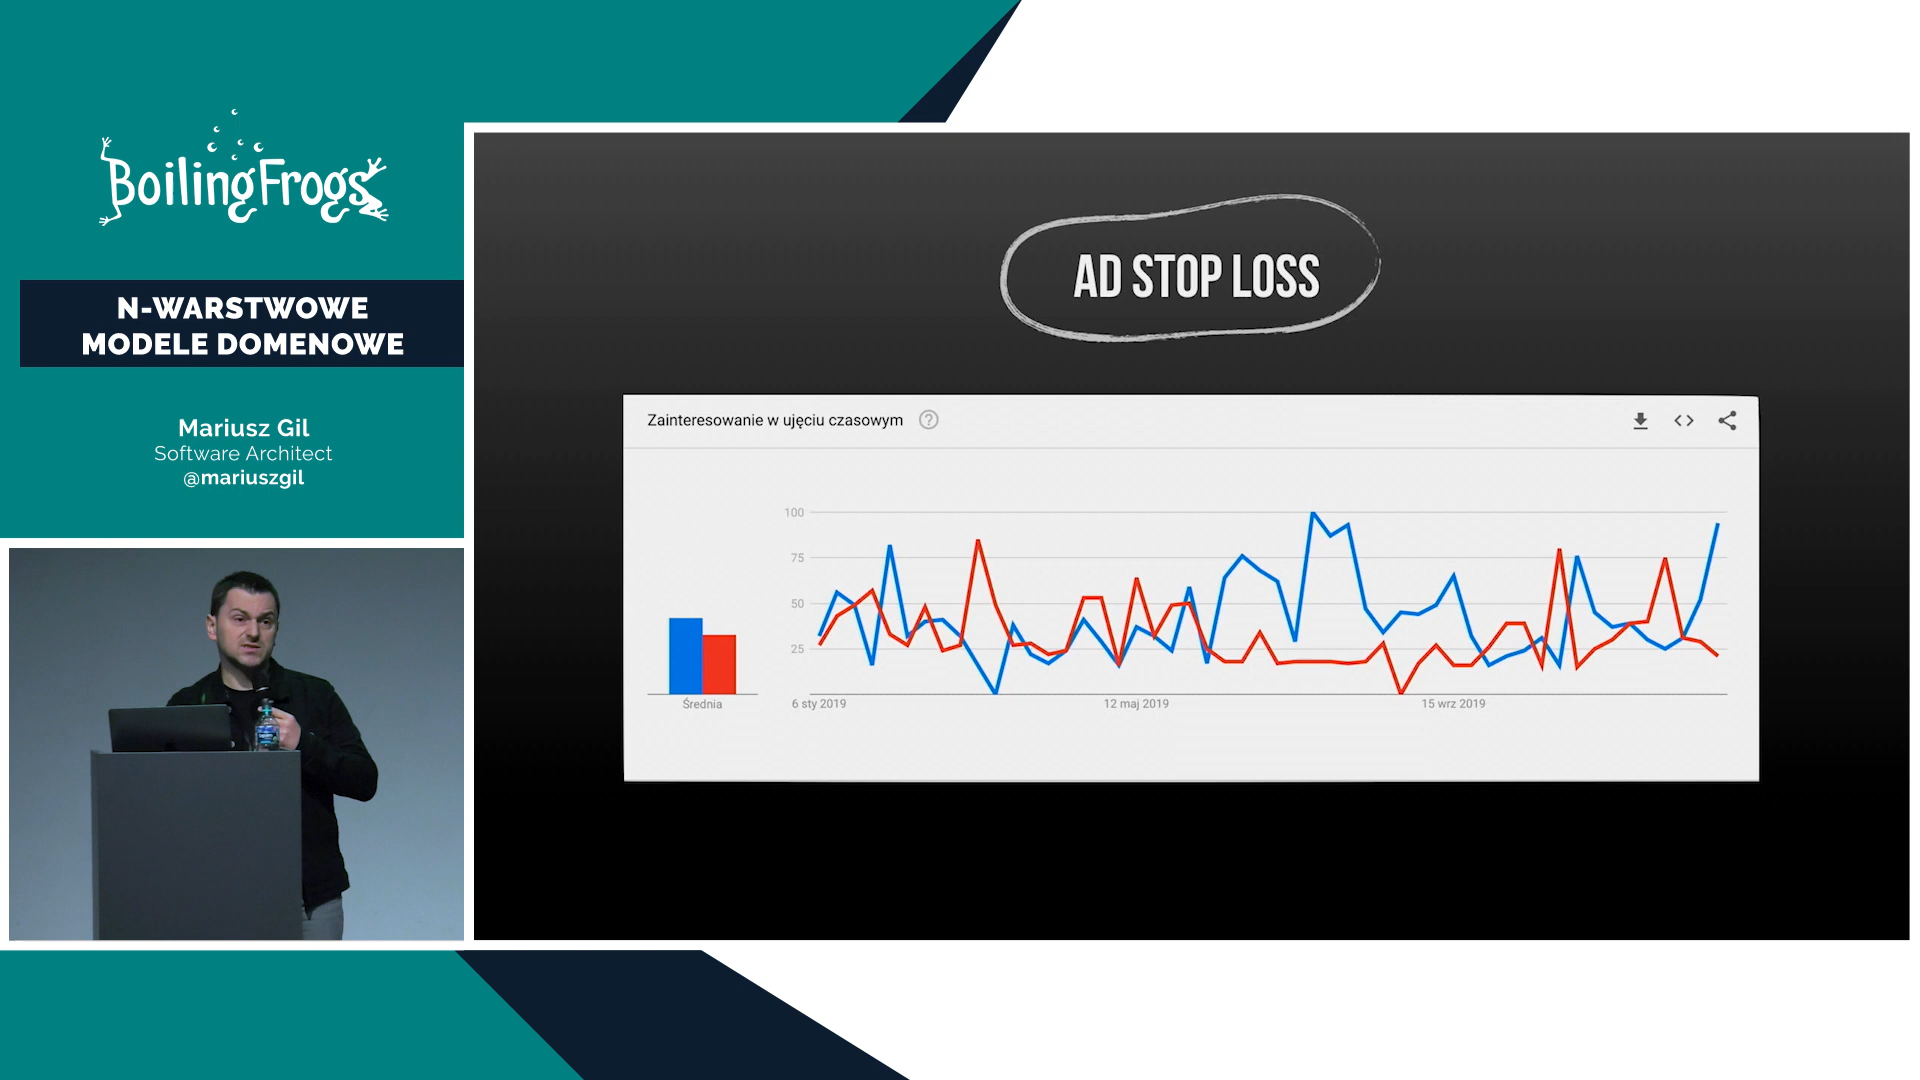 BoilingFrogs
N-WARSTWOWE
MODELE DOMENOWE
Mariusz Gil
Software Architect
@mariuszgil
AD STOP LOSS
Zainteresowanie w ujęciu czasowym ?
100
75
50
25
Średnia
6 sty 2019
12 maj 2019
15 wrz 2019